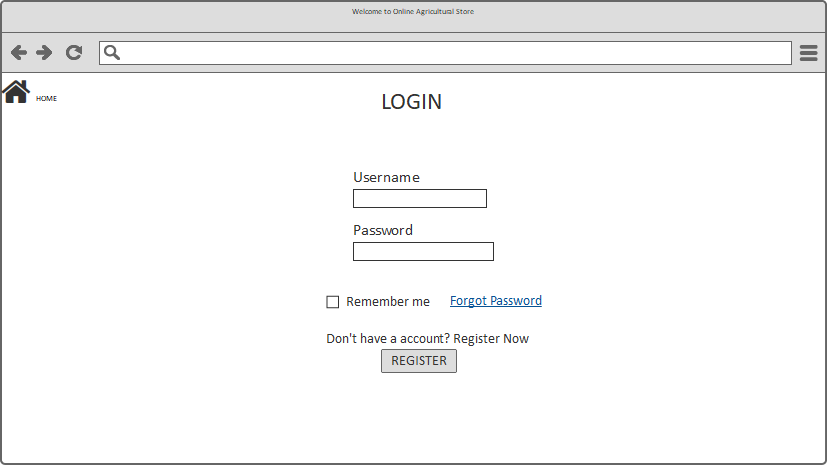 Welcome to Online Agricultural Store
HOME
LOGIN
Username
Password
Remember me
Forgot Password
Don't have a account? Register Now
REGISTER